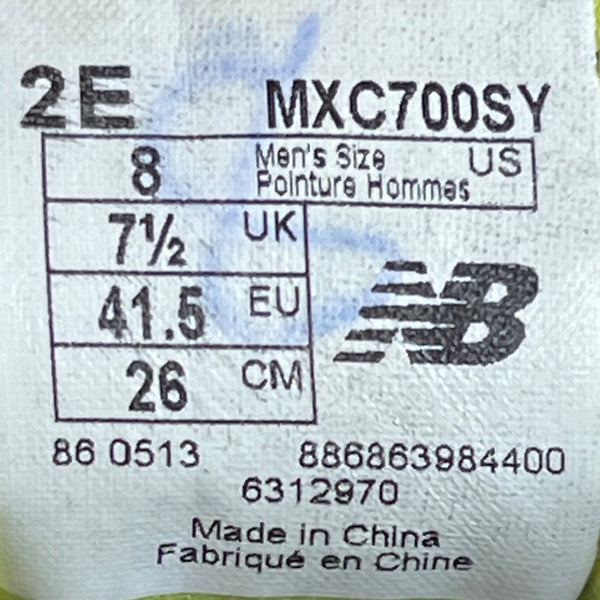 2E MXC700SY
8 Men's Size US
Pointure Hommes
7½ UK
41.5 EU
NB
26 CM
86 0513 886863984400
6312970
Made in China
Fabriqué en Chine